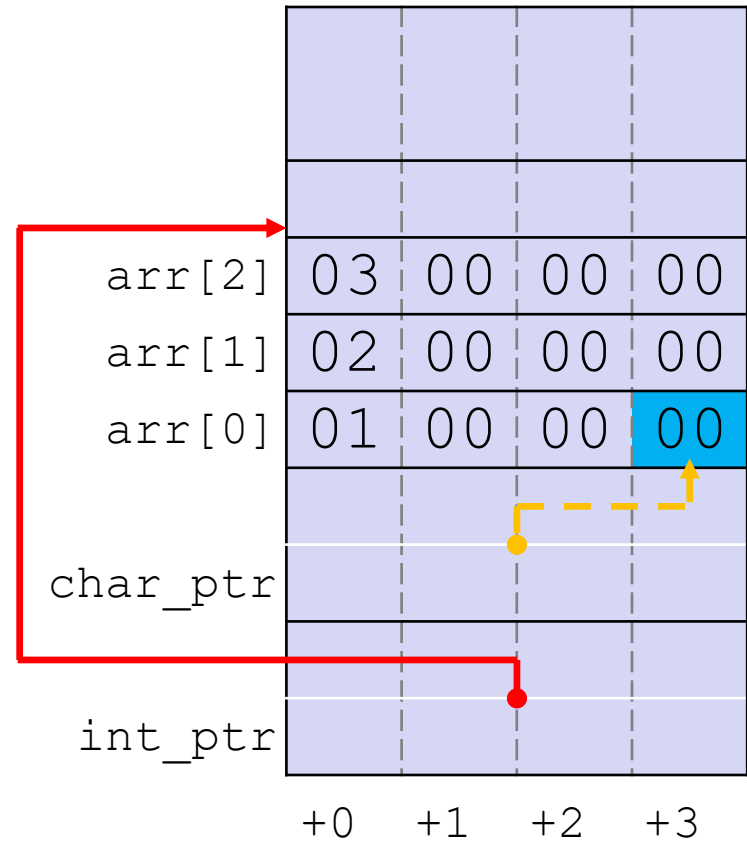 arr[2] 03 00 00 00
arr[1] 02 00 00 00
arr[0] 01 00 00 00
char_ptr
int_ptr
+0 +1 +2 +3